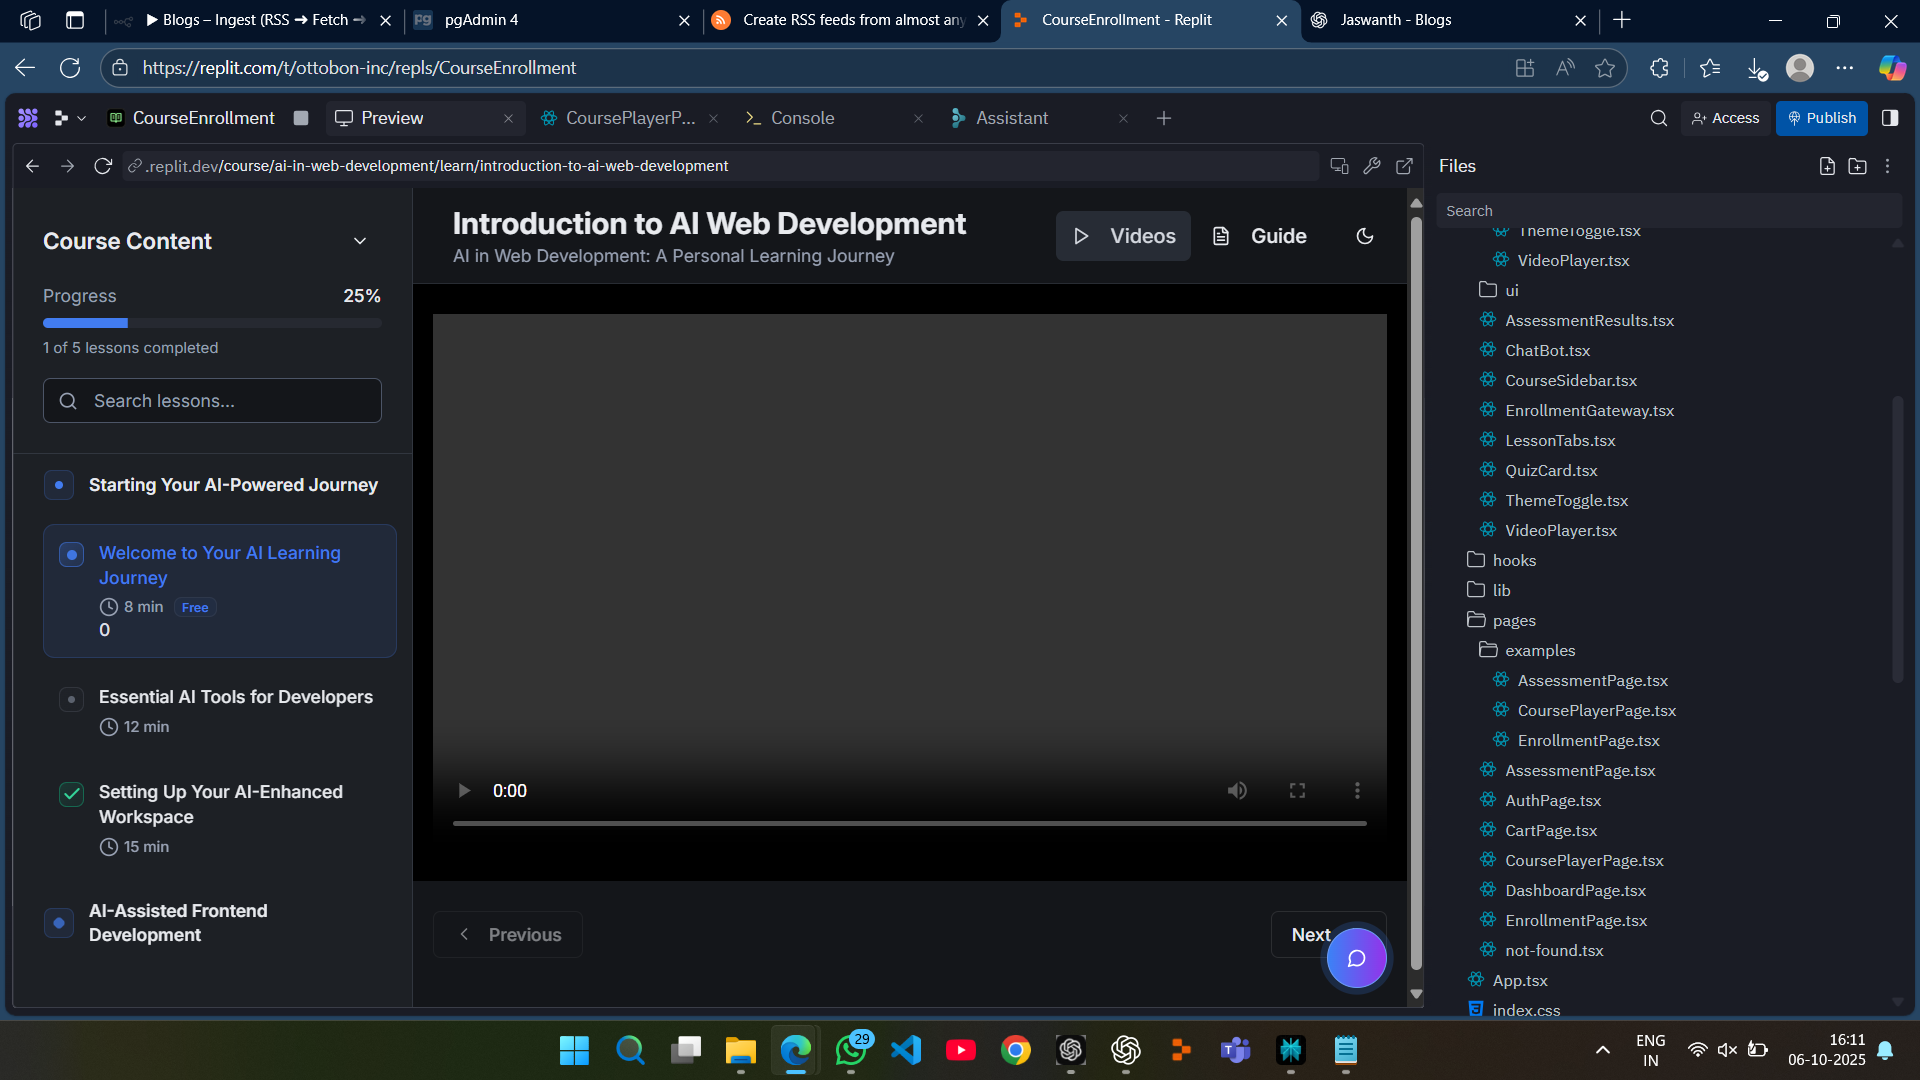 ▶ Blogs – Ingest (RSS → Fetch →
pgAdmin 4
Create RSS feeds from almost any
CourseEnrollment - Replit
Jaswanth - Blogs
https://replit.com/t/ottobon-inc/repls/CourseEnrollment
CourseEnrollment
Preview
CoursePlayerP...
Console
Assistant
Access
Publish
.replit.dev/course/ai-in-web-development/learn/introduction-to-ai-web-development
Course Content
Progress 25%
1 of 5 lessons completed
Search lessons...
Starting Your AI-Powered Journey
Welcome to Your AI Learning
Journey
8 min Free
0
Essential AI Tools for Developers
12 min
Setting Up Your AI-Enhanced
Workspace
15 min
AI-Assisted Frontend
Development
Introduction to AI Web Development
AI in Web Development: A Personal Learning Journey
Videos
Guide
0:00
Previous
Next
Files
Search
ThemeToggle.tsx
VideoPlayer.tsx
ui
AssessmentResults.tsx
ChatBot.tsx
CourseSidebar.tsx
EnrollmentGateway.tsx
LessonTabs.tsx
QuizCard.tsx
ThemeToggle.tsx
VideoPlayer.tsx
hooks
lib
pages
examples
AssessmentPage.tsx
CoursePlayerPage.tsx
EnrollmentPage.tsx
AssessmentPage.tsx
AuthPage.tsx
CartPage.tsx
CoursePlayerPage.tsx
DashboardPage.tsx
EnrollmentPage.tsx
not-found.tsx
App.tsx
index.css
29
ENG
IN
16:11
06-10-2025